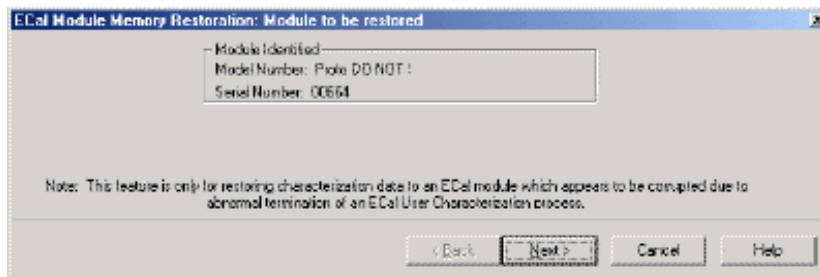 ECal Module Memory Restoration: Module to be restored
Module Identified
Model Number: Proto DO NOT !
Serial Number: 00664
Note: This feature is only for restoring characterization data to an ECal module which appears to be corrupted due to
abnormal termination of an ECal User Characterization process.
< Back Next > Cancel Help